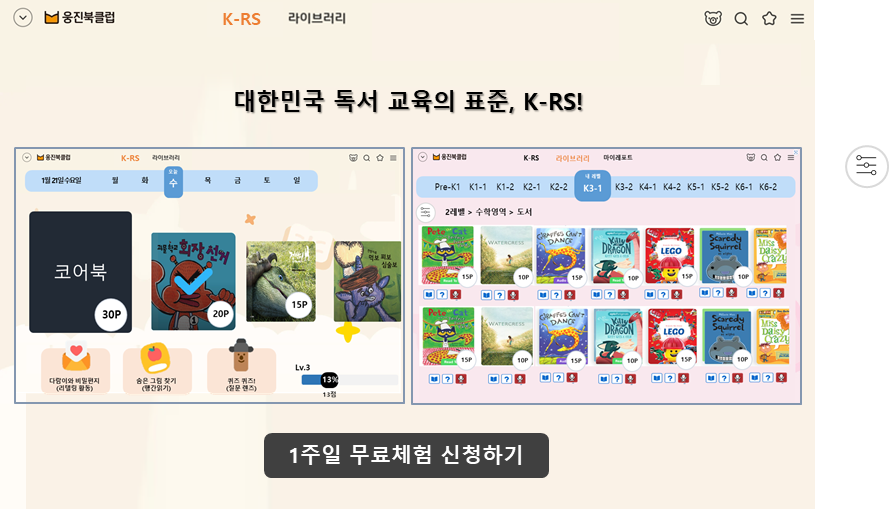 웅진북클럽
K-RS 라이브러리
대한민국 독서 교육의 표준, K-RS!
웅진북클럽
K-RS 라이브러리
1월 21일 수요일 월 화 오늘 수 목 금 토 일
코어북
30P
회장 선거
20P
15P
다람이와 비밀편지
(리텔링 활동)
숨은 그림 찾기
(행간읽기)
퀴즈 퀴즈!
(질문 렌즈)
Lv.3
13%
13점
웅진북클럽
K-RS 라이브러리 마이레포트
Pre-K1 K1-1 K1-2 K2-1 K2-2 내 레벨 K3-1 K3-2 K4-1 K4-2 K5-1 K5-2 K6-1 K6-2
2레벨 > 수학영역 > 도서
Pete the Cat
WATERCRESS
GIRAFFES CAN'T DANCE
DRAGON
LEGO
Scaredy Squirrel
MISS DAISY CRAZY
15P 10P 15P 10P 15P 10P
Pete the Cat
WATERCRESS
GIRAFFES CAN'T DANCE
DRAGON
LEGO
Scaredy Squirrel
MISS DAISY CRAZY
15P 10P 15P 10P 15P 10P
1주일 무료체험 신청하기